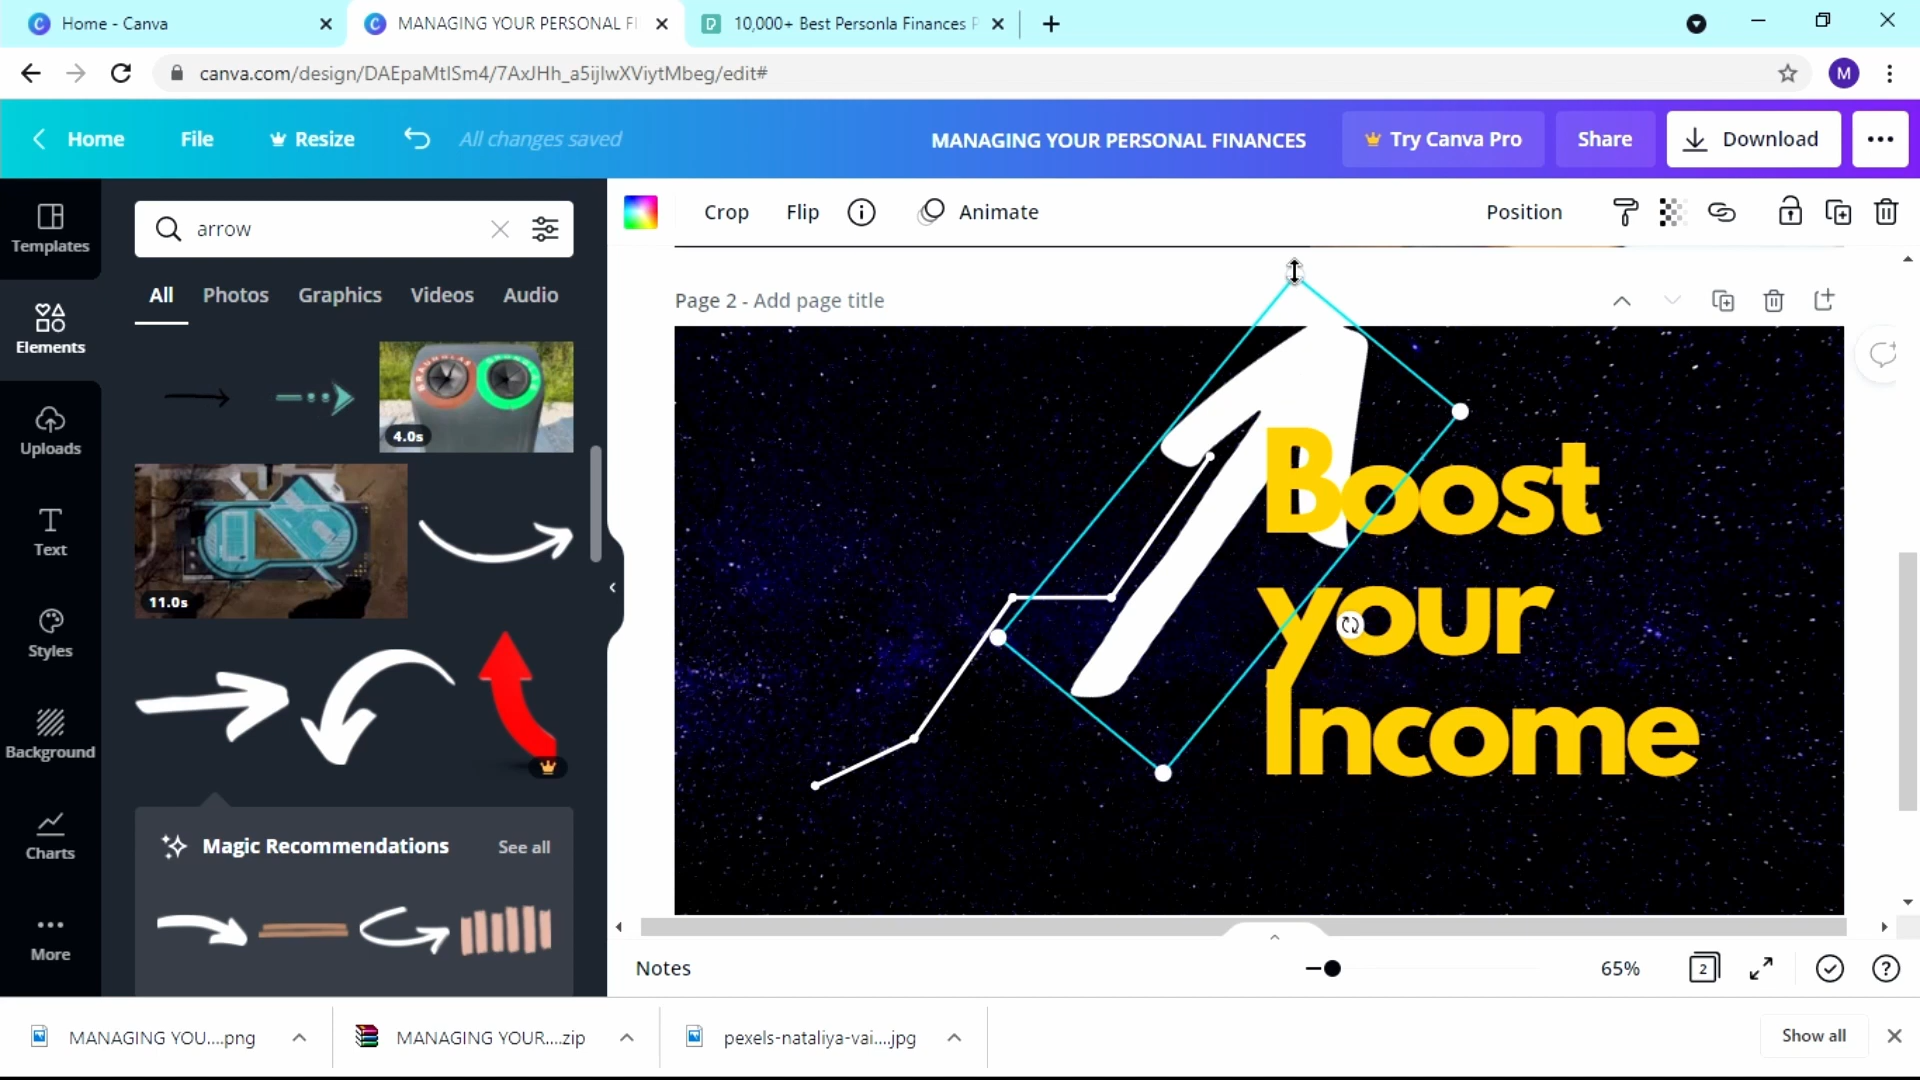 Home - Canva
MANAGING YOUR PERSONAL FI
10,000+ Best Personla Finances P
canva.com/design/DAEpaMtISm4/7AxJHh_a5ijlwXViytMbeg/edit#
M
Home
File
Resize
All changes saved
MANAGING YOUR PERSONAL FINANCES
Try Canva Pro
Share
Download
Templates
Elements
Uploads
Text
Styles
Background
Charts
More
arrow
All
Photos
Graphics
Videos
Audio
4.0s
11.0s
Magic Recommendations
See all
Crop
Flip
Animate
Position
Page 2 - Add page title
Boost
your
Income
Notes
65%
2
MANAGING YOU....png
MANAGING YOUR....zip
pexels-nataliya-vai....jpg
Show all